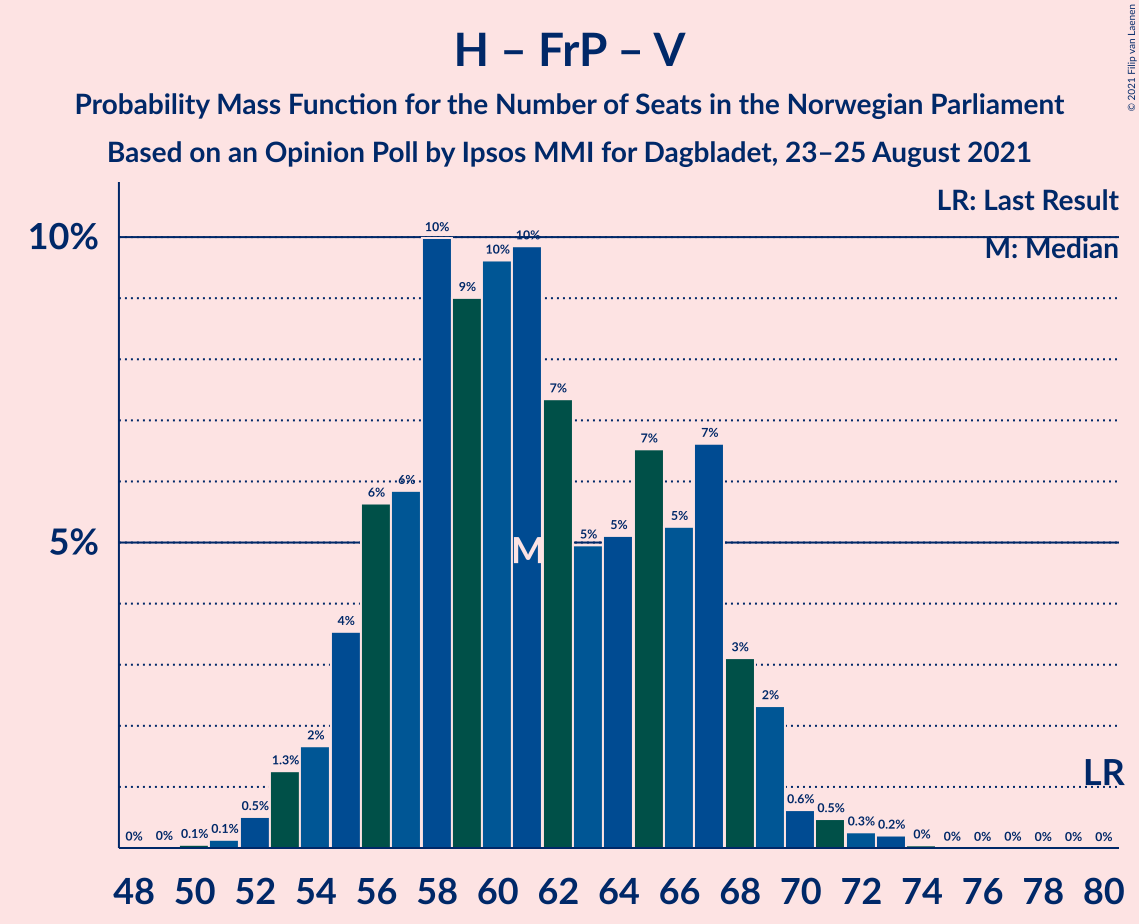 H – FrP – V
Probability Mass Function for the Number of Seats in the Norwegian Parliament
Based on an Opinion Poll by Ipsos MMI for Dagbladet, 23–25 August 2021
© 2021 Filip van Laenen
LR: Last Result
M: Median
10%
5%
0% 0% 0.1% 0.1% 0.5% 1.3% 2% 4% 6% 6% 10% 9% 10% 10% 7% 5% 5% 7% 5% 7% 3% 2% 0.6% 0.5% 0.3% 0.2% 0% 0% 0% 0% 0% 0% 0%
M
LR
48 50 52 54 56 58 60 62 64 66 68 70 72 74 76 78 80